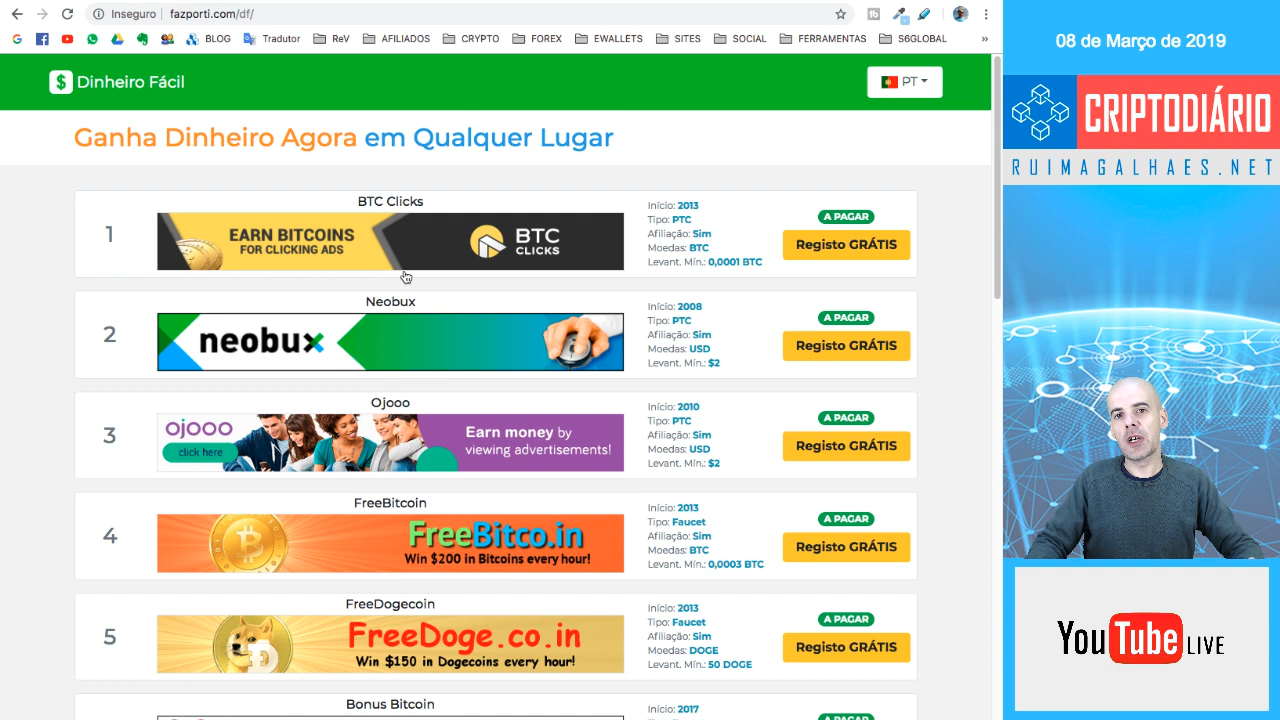 Inseguro
fazporti.com/df/
BLOG
Tradutor
ReV
AFILIADOS
CRYPTO
FOREX
EWALLETS
SITES
SOCIAL
FERRAMENTAS
S6GLOBAL
»
$ Dinheiro Fácil
PT
Ganha Dinheiro Agora em Qualquer Lugar
1
BTC Clicks
EARN BITCOINS
FOR CLICKING ADS
BTC
CLICKS
Início: 2013
Tipo: PTC
Afiliação: Sim
Moedas: BTC
Levant. Mín.: 0,0001 BTC
A PAGAR
Registo GRÁTIS
2
Neobux
neobux
Início: 2008
Tipo: PTC
Afiliação: Sim
Moedas: USD
Levant. Mín.: $2
A PAGAR
Registo GRÁTIS
3
Ojooo
ojooo
click here
Earn money by
viewing advertisements!
Início: 2010
Tipo: PTC
Afiliação: Sim
Moedas: USD
Levant. Mín.: $2
A PAGAR
Registo GRÁTIS
4
FreeBitcoin
FreeBitco.in
Win $200 in Bitcoins every hour!
Início: 2013
Tipo: Faucet
Afiliação: Sim
Moedas: BTC
Levant. Mín.: 0,0003 BTC
A PAGAR
Registo GRÁTIS
5
FreeDogecoin
FreeDoge.co.in
Win $150 in Dogecoins every hour!
Início: 2013
Tipo: Faucet
Afiliação: Sim
Moedas: DOGE
Levant. Mín.: 50 DOGE
A PAGAR
Registo GRÁTIS
Bonus Bitcoin
Início: 2017
08 de Março de 2019
CRIPTODIÁRIO
RUIMAGALHAES.NET
YouTube LIVE